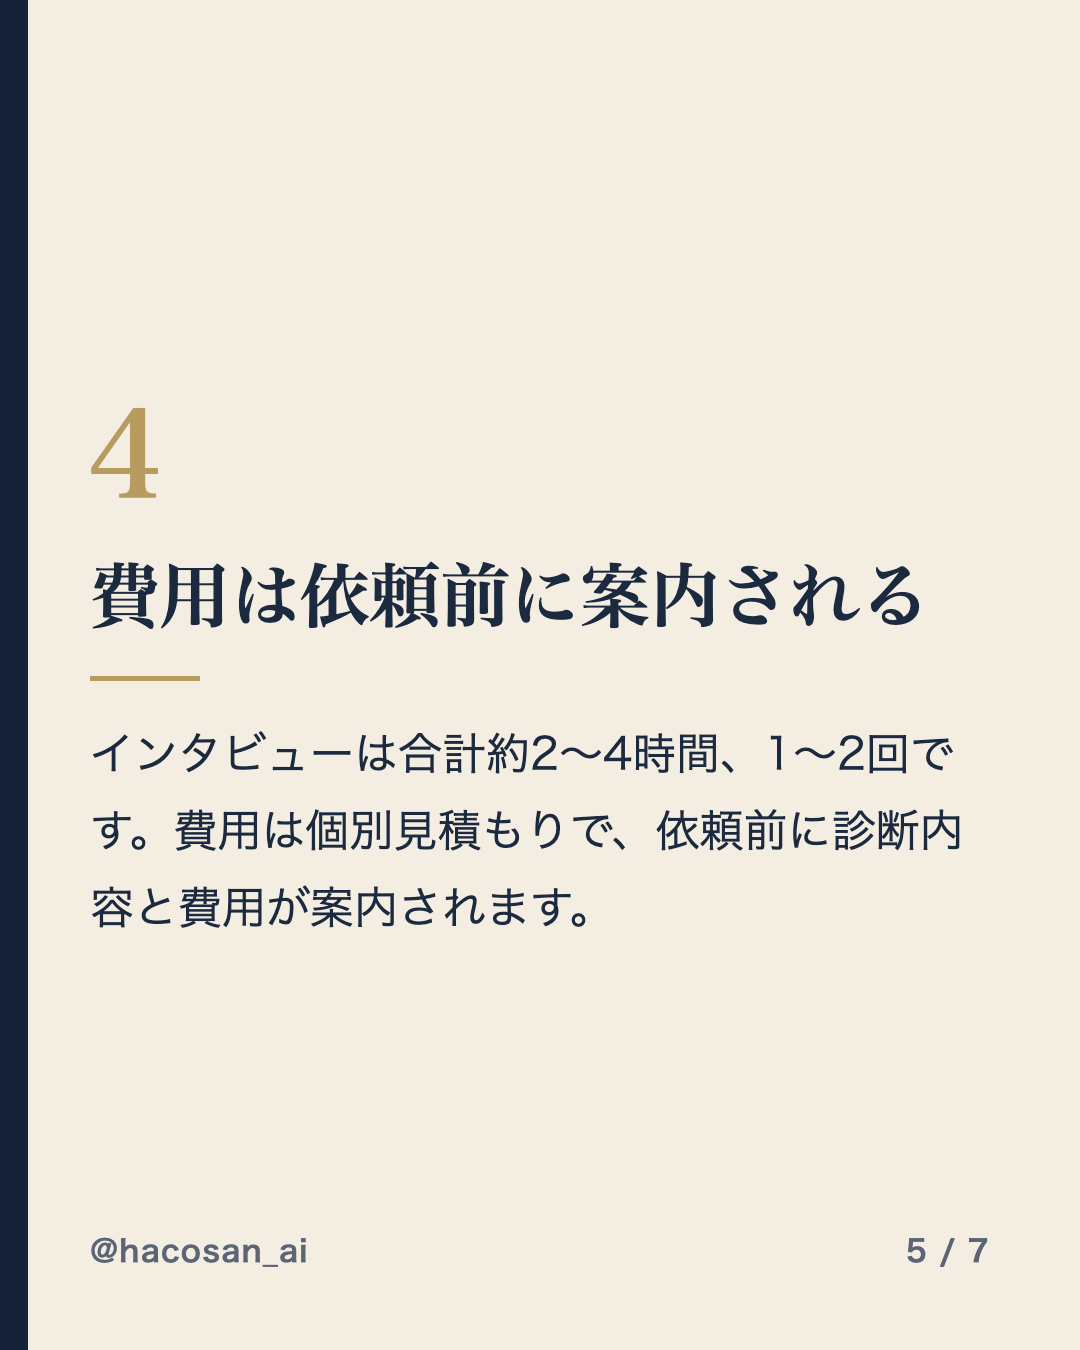 4
費用は依頼前に案内される
インタビューは合計約2〜4時間、1〜2回で
す。費用は個別見積もりで、依頼前に診断内
容と費用が案内されます。
@hacosan_ai
5 / 7